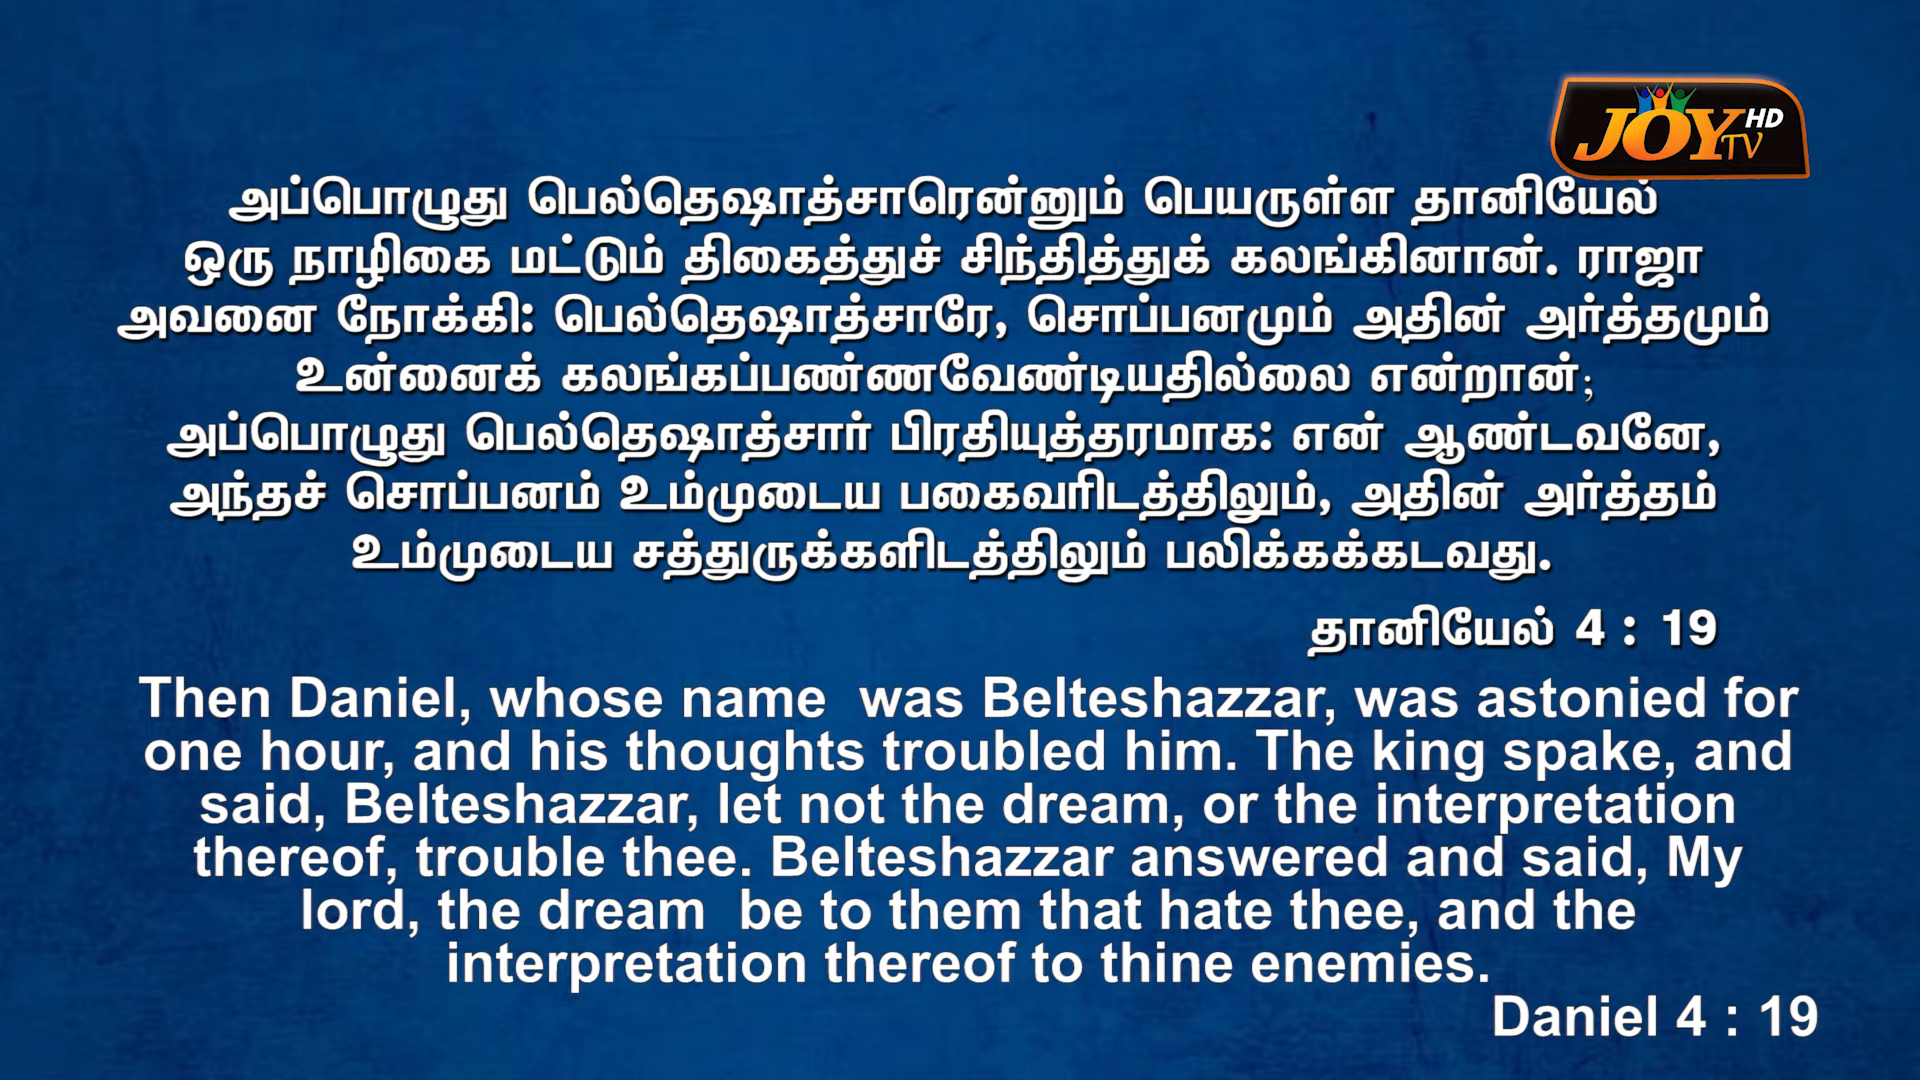 JOY HD
TV
அப்பொழுது பெல்தெஷாத்சாரென்னும் பெயருள்ள தானியேல்
ஒரு நாழிகை மட்டும் திகைத்துச் சிந்தித்துக் கலங்கினான். ராஜா
அவனை நோக்கி: பெல்தெஷாத்சாரே, சொப்பனமும் அதின் அர்த்தமும்
உன்னைக் கலங்கப்பண்ணவேண்டியதில்லை என்றான்;
அப்பொழுது பெல்தெஷாத்சார் பிரதியுத்தரமாக: என் ஆண்டவனே,
அந்தச் சொப்பனம் உம்முடைய பகைவரிடத்திலும், அதின் அர்த்தம்
உம்முடைய சத்துருக்களிடத்திலும் பலிக்கக்கடவது.
தானியேல் 4 : 19
Then Daniel, whose name  was Belteshazzar, was astonied for
one hour, and his thoughts troubled him. The king spake, and
said, Belteshazzar, let not the dream, or the interpretation
thereof, trouble thee. Belteshazzar answered and said, My
lord, the dream  be to them that hate thee, and the
interpretation thereof to thine enemies.
Daniel 4 : 19